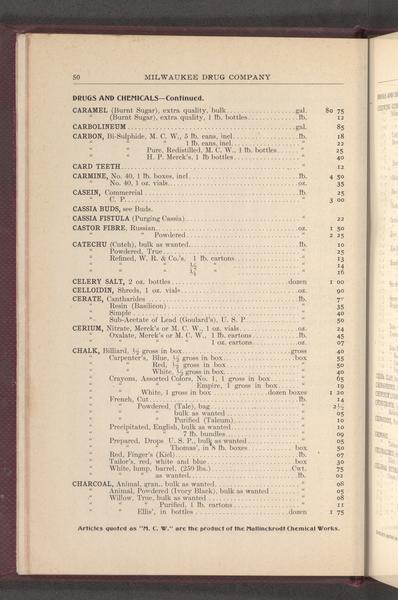 50 MILWAUKEE DRUG COMPANY
DRUGS AND CHEMICALS—Continued.
CARAMEL (Burnt Sugar), extra quality, bulk gal. $0 75
" (Burnt Sugar), extra quality, 1 lb. bottles lb. 12
CARBOLINEUM gal. 85
CARBON, Bi-Sulphide, M. C. W., 5 lb. cans, incl. lb. 18
" " " 1 lb. cans, incl. " 22
" " Pure, Redistilled, M. C. W., 1 lb. bottles " 25
" " H. P. Merck's, 1 lb bottles " 40
CARD TEETH " 12
CARMINE, No. 40, 1 lb. boxes, incl lb. 4 50
" No. 40, 1 oz. vials oz. 35
CASEIN, Commercial lb. 25
" C. P. " 3 00
CASSIA BUDS, see Buds.
CASSIA FISTULA (Purging Cassia) " 22
CASTOR FIBRE, Russian oz. 1 50
" " Powdered " 2 25
CATECHU (Cutch), bulk as wanted lb. 10
" Powdered, True " 25
" Refined, W. R. & Co.'s, 1 lb. cartons " 13
" " " ½ " " 14
" " " ¼ " " 16
CELERY SALT, 2 oz. bottles dozen 1 00
CELLOIDIN, Shreds, 1 oz. vials oz. 90
CERATE, Cantharides lb.
" Resin (Basilicon) " 35
" Simple " 40
" Sub-Acetate of Lead (Goulard's), U. S. P. " 50
CERIUM, Nitrate, Merck's or M. C. W., 1 oz. vials oz. 24
" Oxalate, Merck's or M. C. W., 1 lb. cartons lb. 45
" " " 1 oz. cartons oz. 07
CHALK, Billiard, ½ gross in box gross 40
" Carpenter's, Blue, ½ gross in box box 55
" " Red, ½ gross in box " 50
" " White, ½ gross in box " 40
" Crayons, Assorted Colors, No. 1, 1 gross in box " 65
" " " Empire, 1 gross in box " 19
" " White, 1 gross in box dozen boxes 1 20
" French, Cut lb. 14
" " Powdered, (Talc), bag " 2½
" " " bulk as wanted " 05
" " " Purified (Talcum) " 10
" Precipitated, English, bulk as wanted " 10
" " " 7 lb. bundles " 09
" Prepared, Drops U. S. P., bulk as wanted " 05
" " " Thomas', in 8 lb. boxes box 50
" Red, Finger's (Kiel) lb. 07
" Tailor's, red, white and blue box 30
" White, lump, barrel, (250 lbs.) Cwt. 75
" " " as wanted lb. 02
CHARCOAL, Animal, gran., bulk as wanted " 08
" Animal, Powdered (Ivory Black), bulk as wanted " 05
" Willow, True, bulk as wanted " 08
" " " Purified, 1 lb. cartons " 11
" " Ellis', in bottles dozen 1 75
Articles quoted as "M. C. W." are the product of the Mallinckrodt Chemical Works.